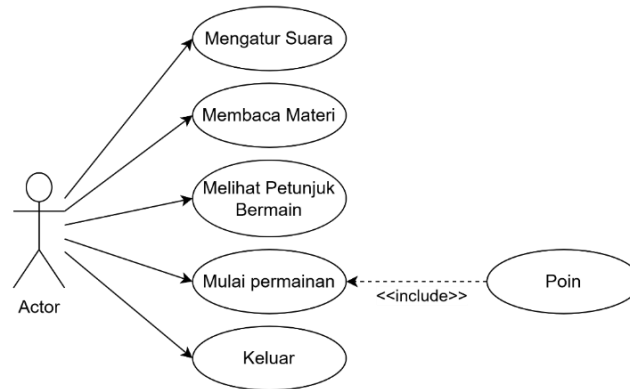 Mengatur Suara
Membaca Materi
Melihat Petunjuk
Bermain
Mulai permainan
<<include>>
Poin
Actor
Keluar